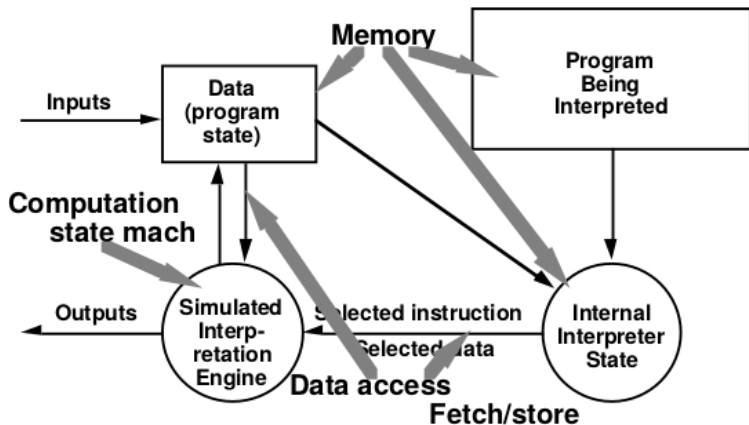 Memory
Program
Being
Interpreted
Data
(program
state)
Inputs
Computation
state mach
Outputs
Simulated
Interp-
retation
Engine
Selected instruction
Selected data
Internal
Interpreter
State
Data access
Fetch/store